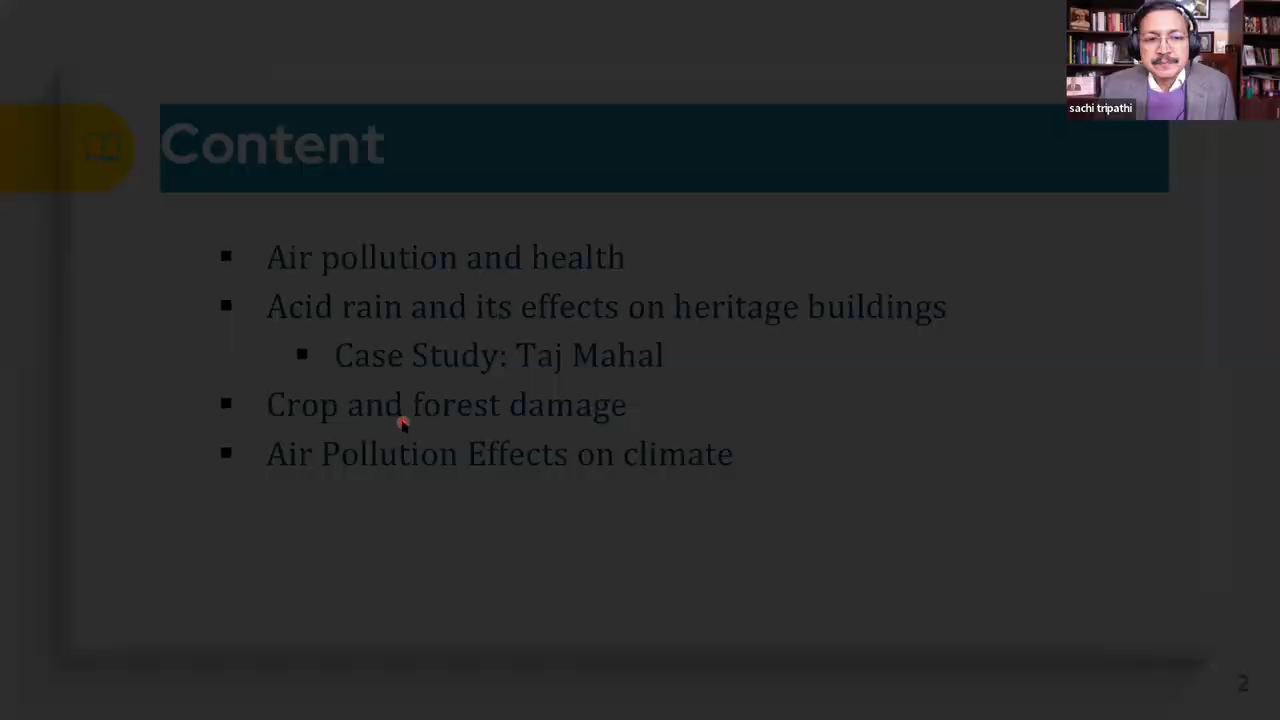 sachi tripathi
Content
Air pollution and health
Acid rain and its effects on heritage buildings
Case Study: Taj Mahal
Crop and forest damage
Air Pollution Effects on climate
2